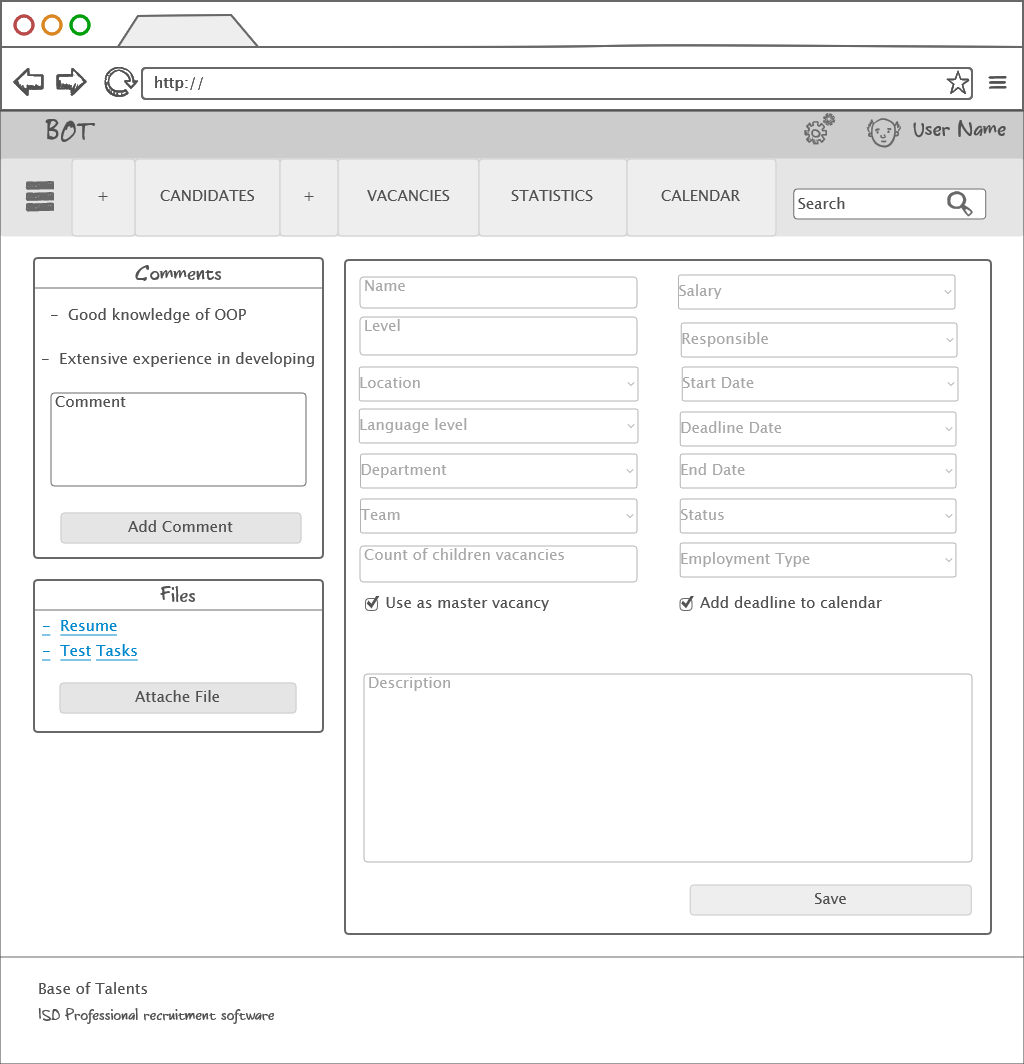 http://
BOT
User Name
+ CANDIDATES + VACANCIES STATISTICS CALENDAR
Search
Comments
- Good knowledge of OOP
- Extensive experience in developing
Comment
Add Comment
Files
- Resume
- Test Tasks
Attache File
Name
Salary
Level
Responsible
Location
Start Date
Language level
Deadline Date
Department
End Date
Team
Status
Count of children vacancies
Employment Type
Use as master vacancy
Add deadline to calendar
Description
Save
Base of Talents
ISD Professional recruitment software